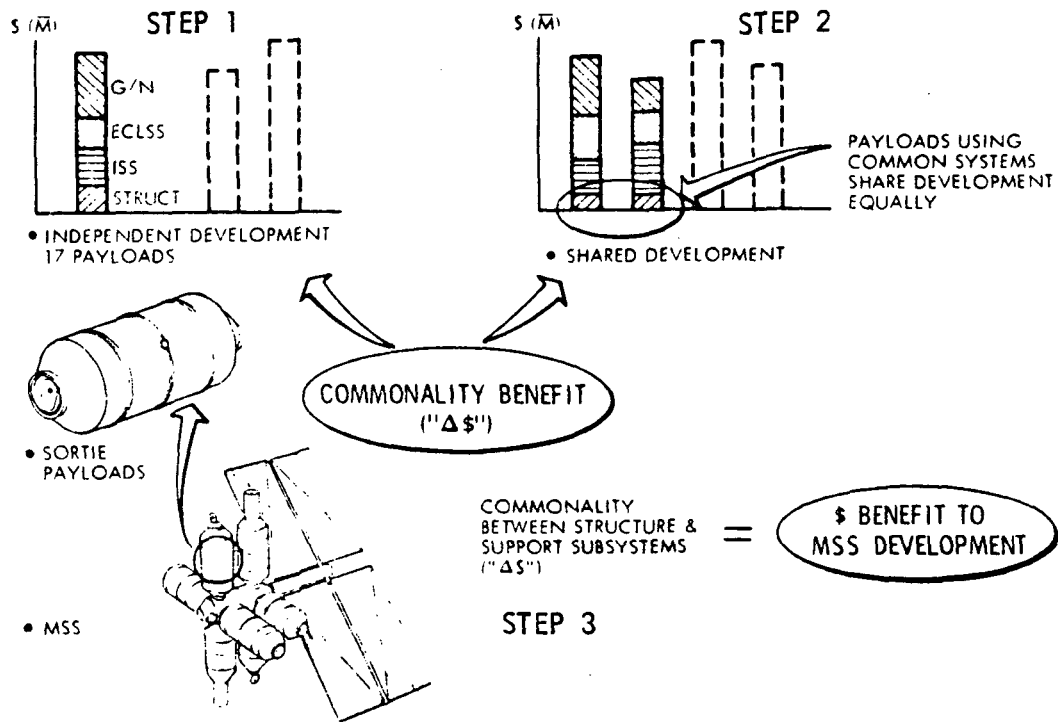 $ (M̅)
STEP 1
G/N
ECLSS
ISS
STRUCT
• INDEPENDENT DEVELOPMENT
17 PAYLOADS
$ (M̅)
STEP 2
PAYLOADS USING
COMMON SYSTEMS
SHARE DEVELOPMENT
EQUALLY
• SHARED DEVELOPMENT
COMMONALITY BENEFIT
("Δ $")
• SORTIE
PAYLOADS
COMMONALITY
BETWEEN STRUCTURE &
SUPPORT SUBSYSTEMS
("Δ$")
=
$ BENEFIT TO
MSS DEVELOPMENT
• MSS
STEP 3